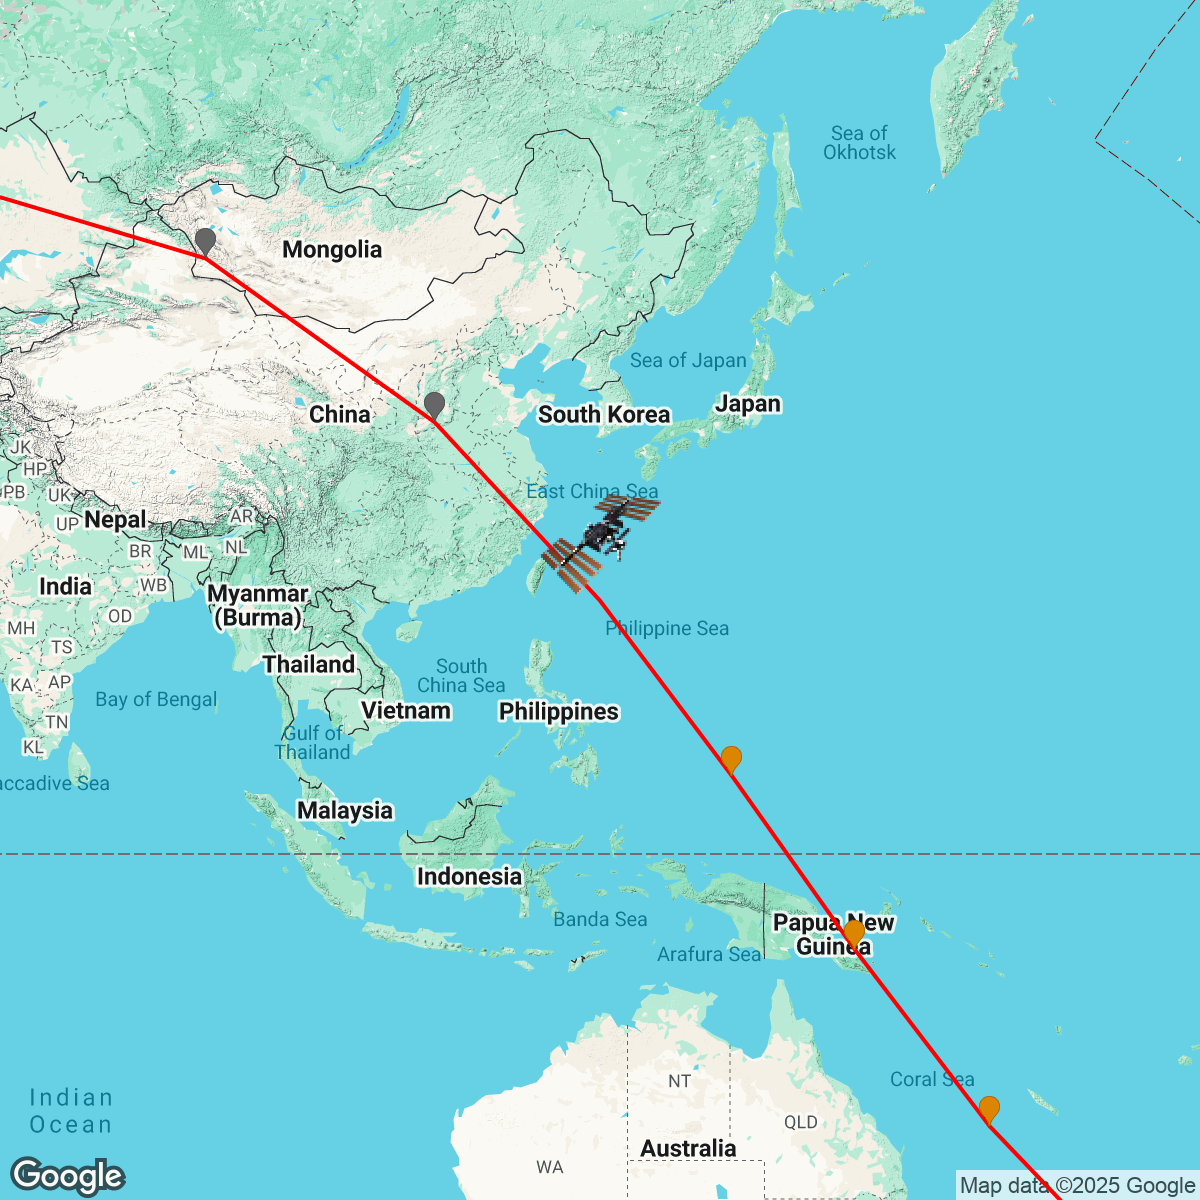 Sea of
Okhotsk
Mongolia
Sea of Japan
China
South Korea
Japan
JK
HP
PB
UK
East China Sea
Nepal
UP
AR
BR
ML
NL
India
WB
Myanmar
(Burma)
OD
MH
Philippine Sea
TS
Thailand
South
China Sea
KA
AP
Bay of Bengal
Vietnam
Philippines
TN
Gulf of
Thailand
KL
accadive Sea
Malaysia
Indonesia
Banda Sea
Papua New
Guinea
Arafura Sea
Coral Sea
NT
Indian
Ocean
QLD
Australia
WA
Google
Map data ©2025 Google